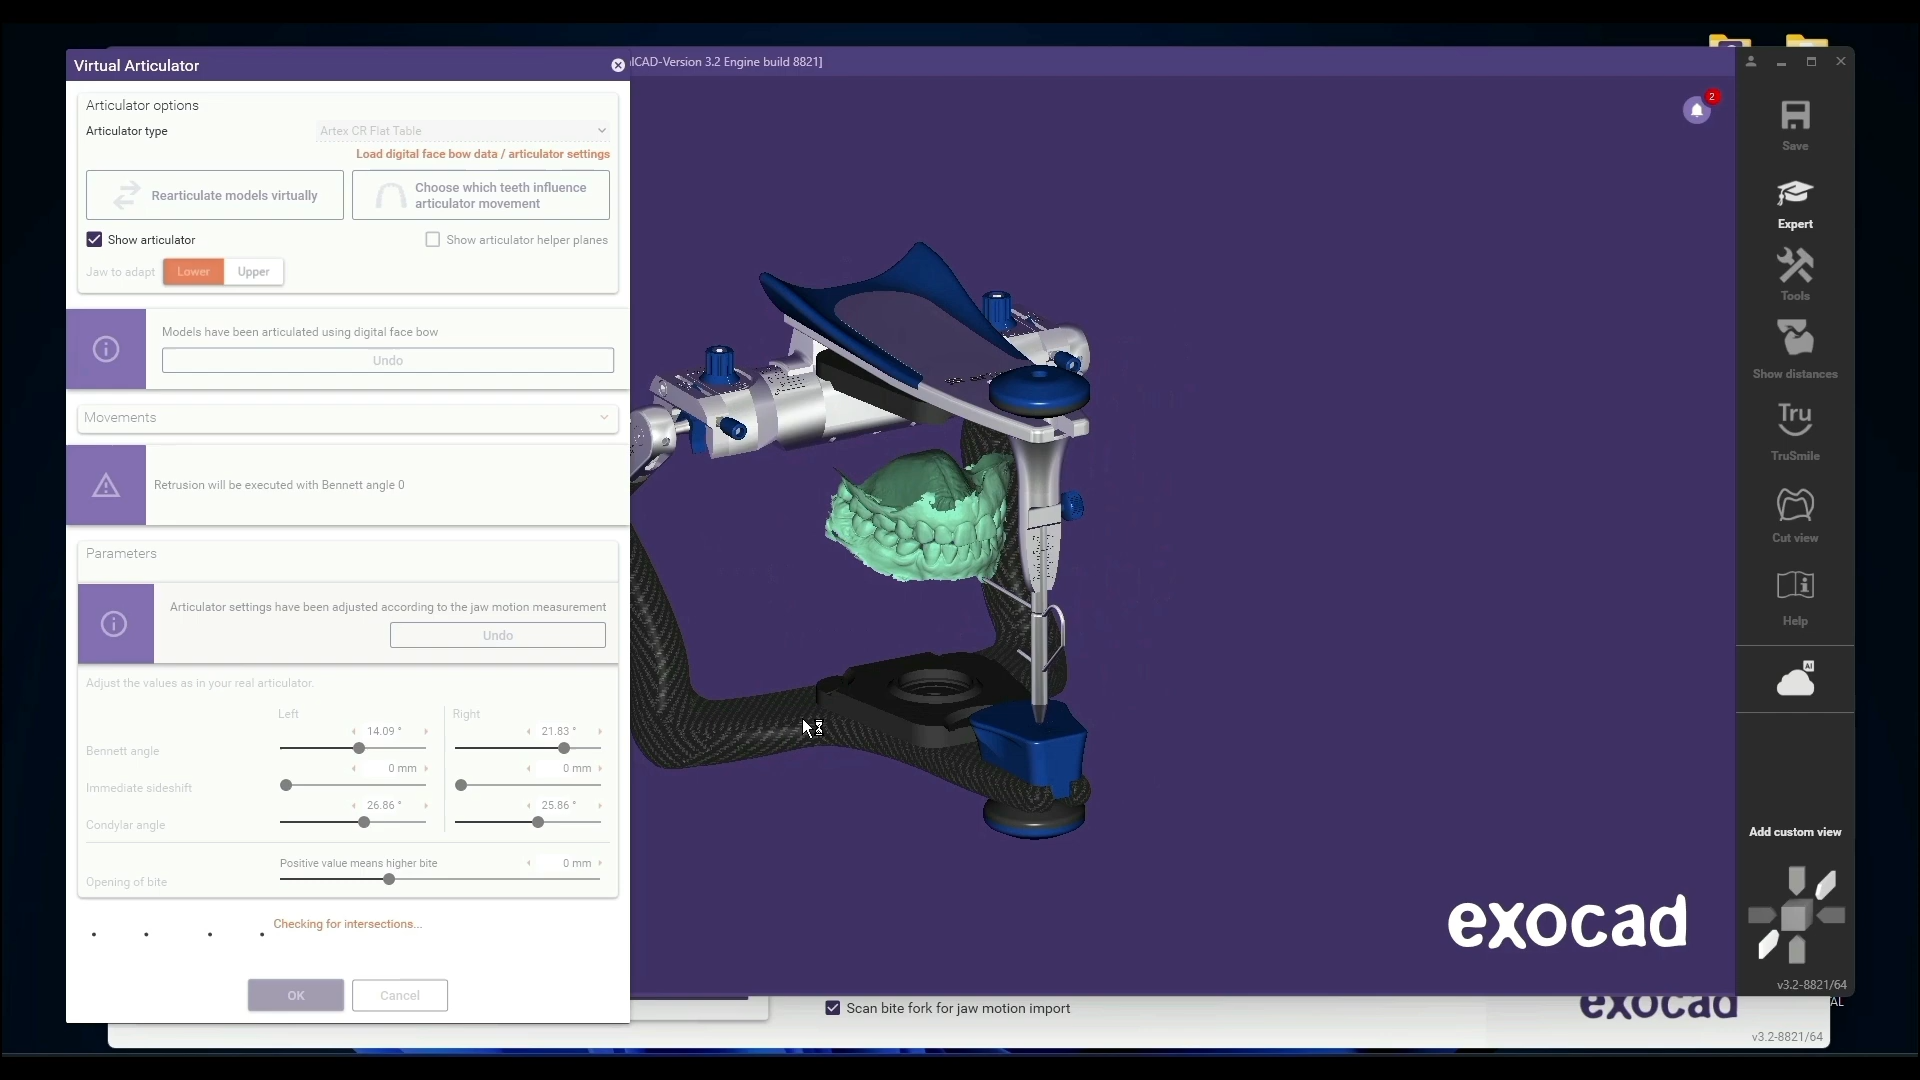 Virtual Articulator
lCAD-Version 3.2 Engine build 8821]
Articulator options
Articulator type
Artex CR Flat Table
Load digital face bow data / articulator settings
Rearticulate models virtually
Choose which teeth influence
articulator movement
Show articulator
Show articulator helper planes
Jaw to adapt
Lower
Upper
Models have been articulated using digital face bow
Undo
Movements
Retrusion will be executed with Bennett angle 0
Parameters
Articulator settings have been adjusted according to the jaw motion measurement
Undo
Adjust the values as in your real articulator.
Left
Right
14.09 °
21.83 °
Bennett angle
0 mm
0 mm
Immediate sideshift
26.86 °
25.86 °
Condylar angle
Positive value means higher bite
0 mm
Opening of bite
Checking for intersections...
OK
Cancel
2
Save
Expert
Tools
Show distances
Tru
TruSmile
Cut view
Help
AI
Add custom view
v3.2-8821/64
exocad
Scan bite fork for jaw motion import
exocad
AL
v3.2-8821/64